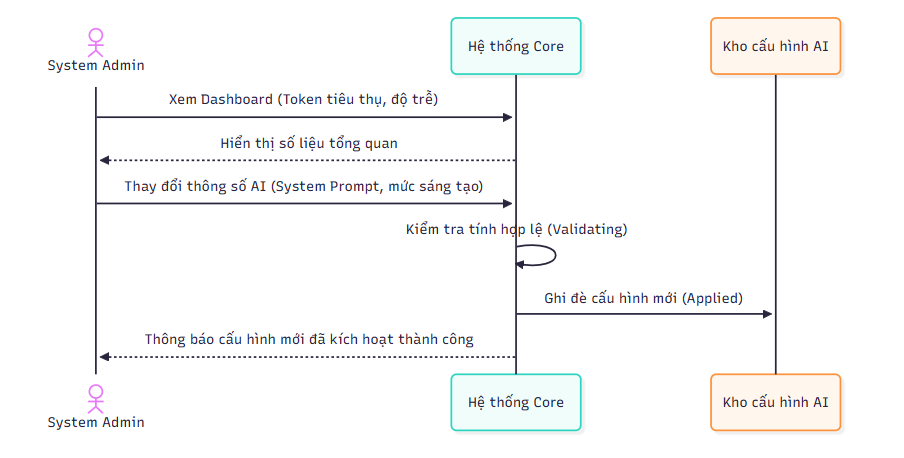 System Admin
Hệ thống Core
Kho cấu hình AI
Xem Dashboard (Token tiêu thụ, độ trễ)
Hiển thị số liệu tổng quan
Thay đổi thông số AI (System Prompt, mức sáng tạo)
Kiểm tra tính hợp lệ (Validating)
Ghi đè cấu hình mới (Applied)
Thông báo cấu hình mới đã kích hoạt thành công
System Admin
Hệ thống Core
Kho cấu hình AI